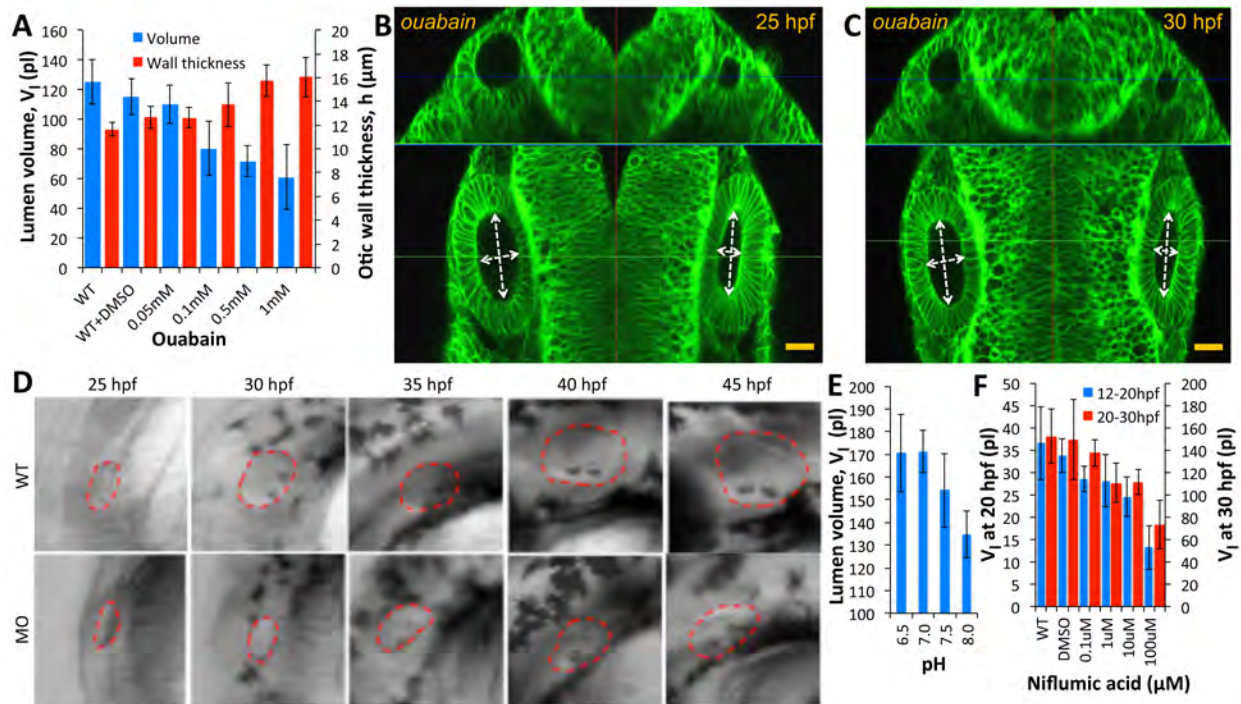 A
Lumen volume, Vl (pl)
160
140
120
100
80
60
40
20
0
Volume
Wall thickness
20
18
16
14
12
10
8
6
4
2
0
Otic wall thickness, h (μm)
WT
WT+DMSO
0.05mM
0.1mM
0.5mM
1mM
Ouabain
B
ouabain
25 hpf
C
ouabain
30 hpf
D
25 hpf
30 hpf
35 hpf
40 hpf
45 hpf
WT
MO
E
Lumen volume, Vl (pl)
200
190
180
170
160
150
140
130
120
110
100
6.5
7.0
7.5
8.0
pH
F
Vl at 20 hpf (pl)
50
45
40
35
30
25
20
15
10
5
0
12-20hpf
20-30hpf
200
180
160
140
120
100
80
60
40
20
0
Vl at 30 hpf (pl)
WT
DMSO
0.1uM
1uM
10uM
100uM
Niflumic acid (μM)